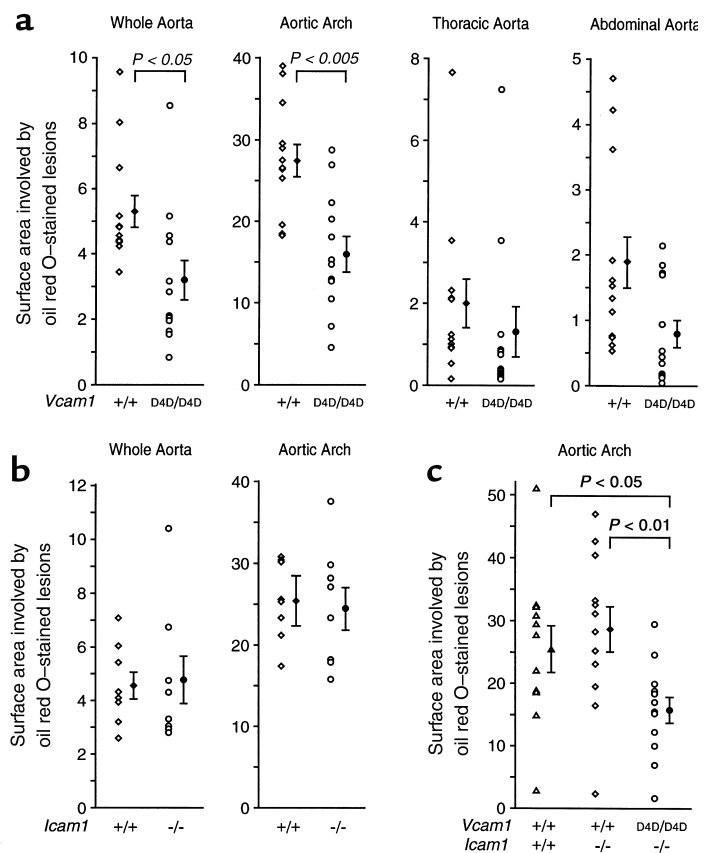 a
Whole Aorta
Aortic Arch
Thoracic Aorta
Abdominal Aorta
P < 0.05
P < 0.005
Surface area involved by
oil red O–stained lesions
10
8
6
4
2
0
40
30
20
10
0
8
6
4
2
0
5
4
3
2
1
0
Vcam1 +/+ D4D/D4D +/+ D4D/D4D +/+ D4D/D4D +/+ D4D/D4D
b
Whole Aorta
Aortic Arch
Surface area involved by
oil red O–stained lesions
12
10
8
6
4
2
0
40
30
20
10
0
Icam1 +/+ -/- +/+ -/-
c
Aortic Arch
P < 0.05
P < 0.01
Surface area involved by
oil red O–stained lesions
50
40
30
20
10
0
Vcam1 +/+ +/+ D4D/D4D
Icam1 +/+ -/- -/-